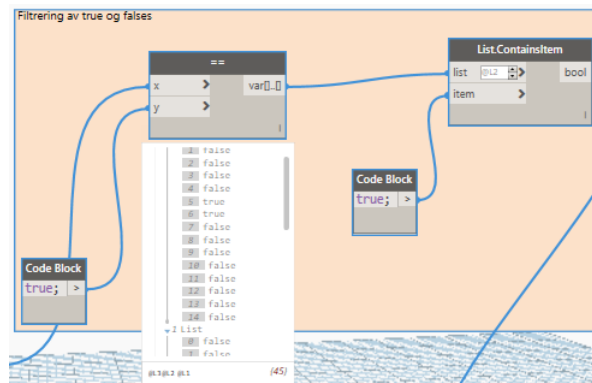 Filtrering av true og falses
==
x >
y >
var[]..[]
|
1 false
2 false
3 false
4 false
5 true
6 true
7 false
8 false
9 false
10 false
11 false
12 false
13 false
14 false
1 List
0 false
1 false
@L3 @L2 @L1 {45}
Code Block
true; >
Code Block
true; >
List.ContainsItem
list @L2 > bool
item >
|